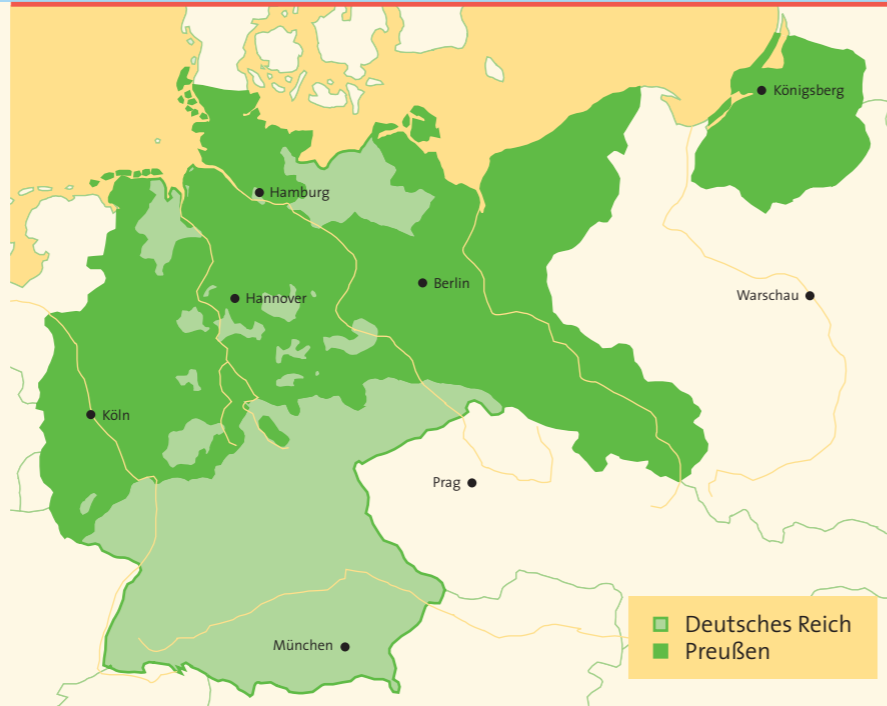 Königsberg
Hamburg
Berlin
Hannover
Warschau
Köln
Prag
München
Deutsches Reich
Preußen